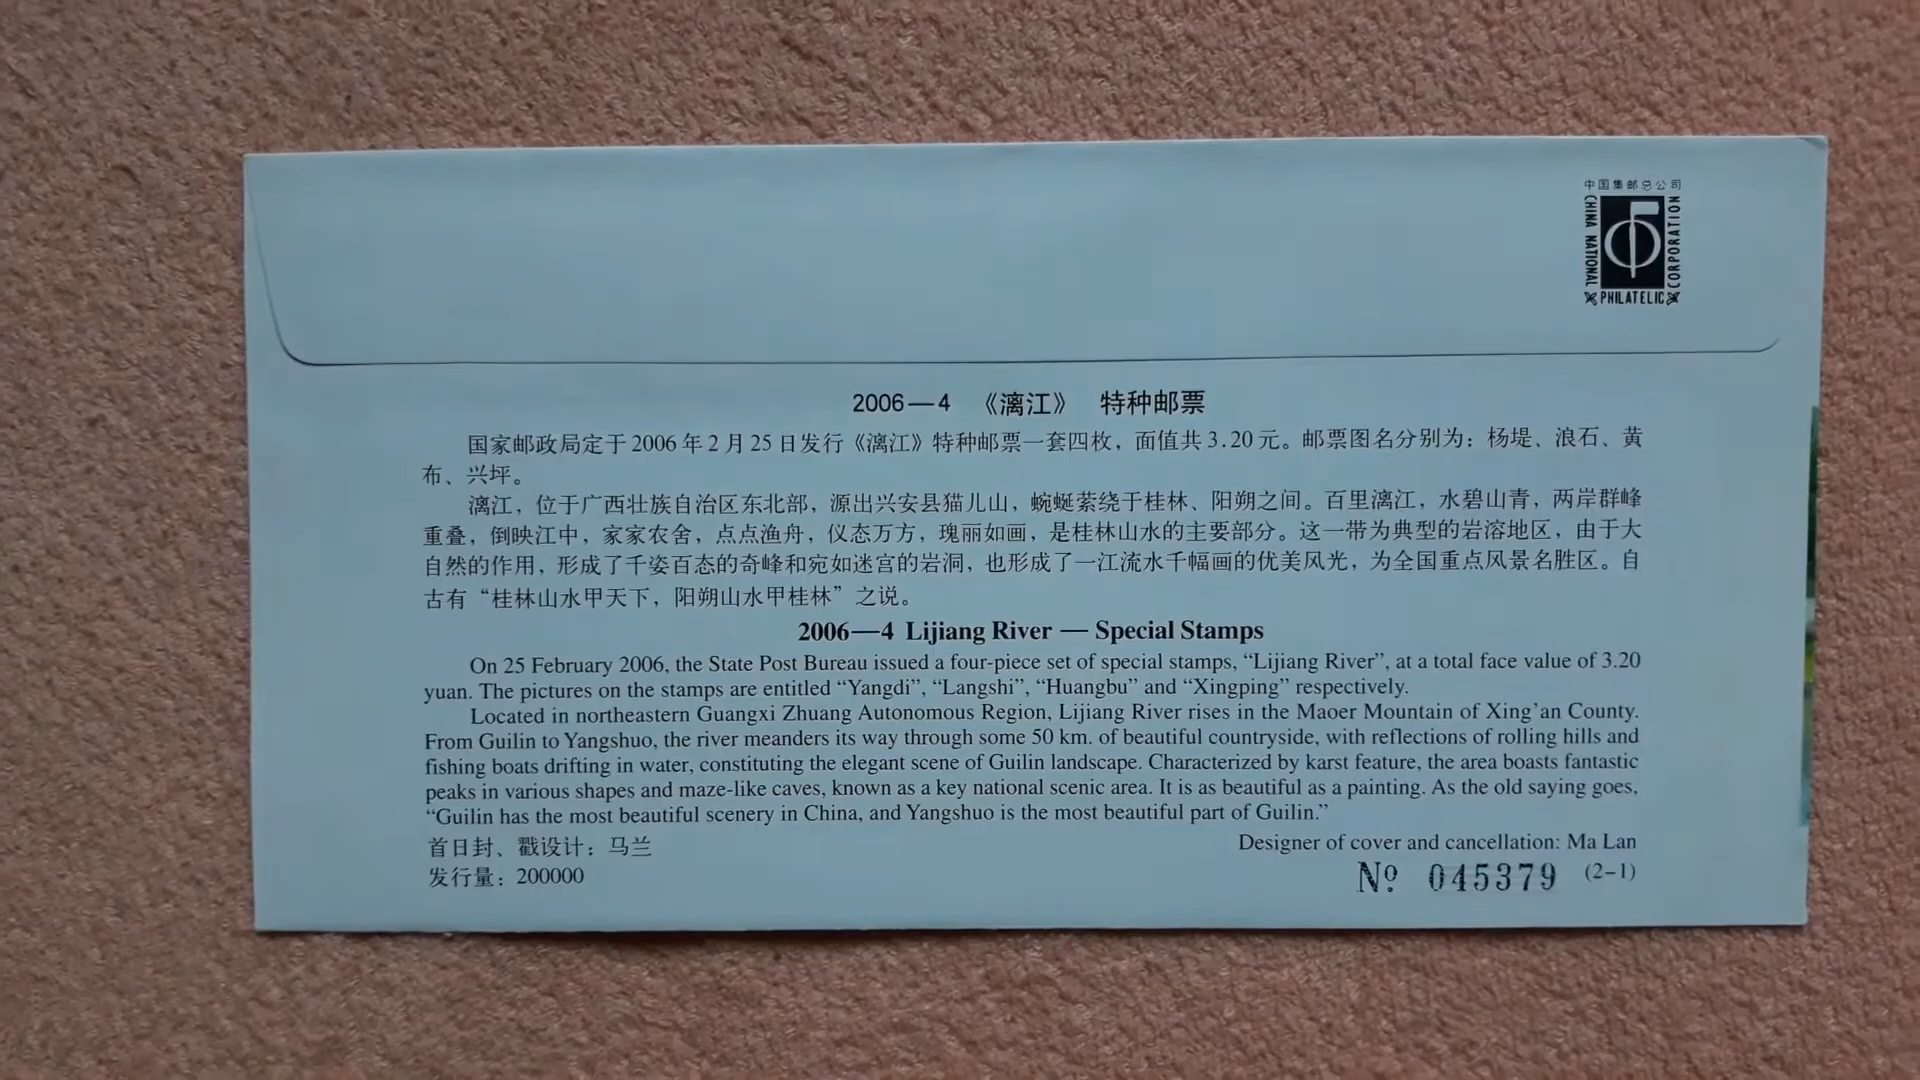 中国集邮总公司
CHINA NATIONAL
PHILATELIC
CORPORATION
2006—4 《漓江》 特种邮票
国家邮政局定于2006年2月25日发行《漓江》特种邮票一套四枚，面值共3.20元。邮票图名分别为：杨堤、浪石、黄
布、兴坪。
漓江，位于广西壮族自治区东北部，源出兴安县猫儿山，蜿蜒萦绕于桂林、阳朔之间。百里漓江，水碧山青，两岸群峰
重叠，倒映江中，家家农舍，点点渔舟，仪态万方，瑰丽如画，是桂林山水的主要部分。这一带为典型的岩溶地区，由于大
自然的作用，形成了千姿百态的奇峰和宛如迷宫的岩洞，也形成了一江流水千幅画的优美风光，为全国重点风景名胜区。自
古有“桂林山水甲天下，阳朔山水甲桂林”之说。
2006—4 Lijiang River — Special Stamps
On 25 February 2006, the State Post Bureau issued a four-piece set of special stamps, “Lijiang River”, at a total face value of 3.20
yuan. The pictures on the stamps are entitled “Yangdi”, “Langshi”, “Huangbu” and “Xingping” respectively.
Located in northeastern Guangxi Zhuang Autonomous Region, Lijiang River rises in the Maoer Mountain of Xing’an County.
From Guilin to Yangshuo, the river meanders its way through some 50 km. of beautiful countryside, with reflections of rolling hills and
fishing boats drifting in water, constituting the elegant scene of Guilin landscape. Characterized by karst feature, the area boasts fantastic
peaks in various shapes and maze-like caves, known as a key national scenic area. It is as beautiful as a painting. As the old saying goes,
“Guilin has the most beautiful scenery in China, and Yangshuo is the most beautiful part of Guilin.”
首日封、戳设计：马兰
Designer of cover and cancellation: Ma Lan
发行量：200000
Nº 045379 (2-1)